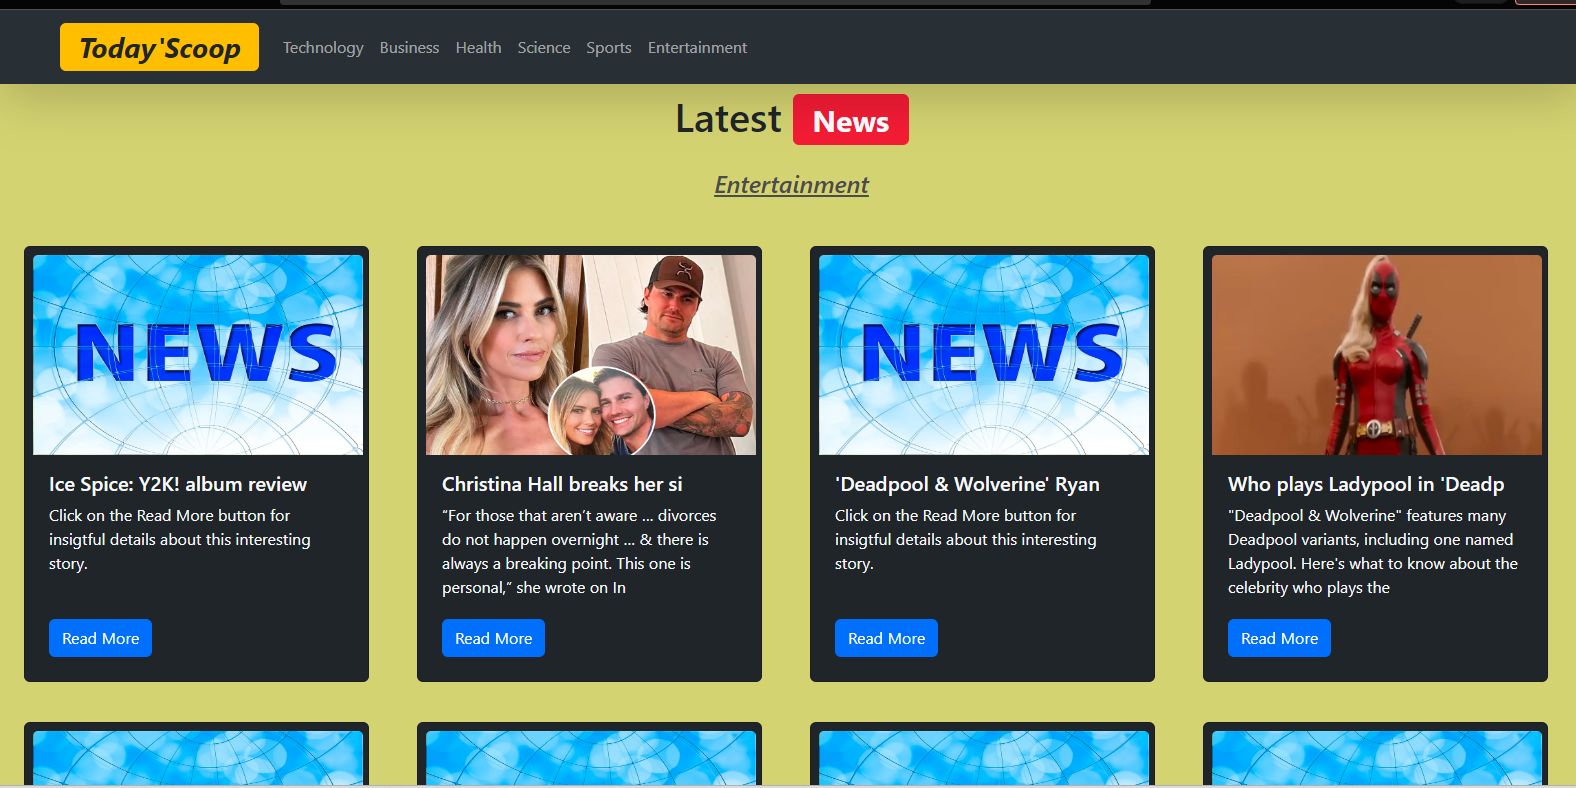 Today'Scoop Technology Business Health Science Sports Entertainment
Latest News
Entertainment
NEWS
Ice Spice: Y2K! album review
Click on the Read More button for
insigtful details about this interesting
story.
Read More
Christina Hall breaks her si
“For those that aren’t aware ... divorces
do not happen overnight ... & there is
always a breaking point. This one is
personal,” she wrote on In
Read More
NEWS
'Deadpool & Wolverine' Ryan
Click on the Read More button for
insigtful details about this interesting
story.
Read More
Who plays Ladypool in 'Deadp
"Deadpool & Wolverine" features many
Deadpool variants, including one named
Ladypool. Here's what to know about the
celebrity who plays the
Read More